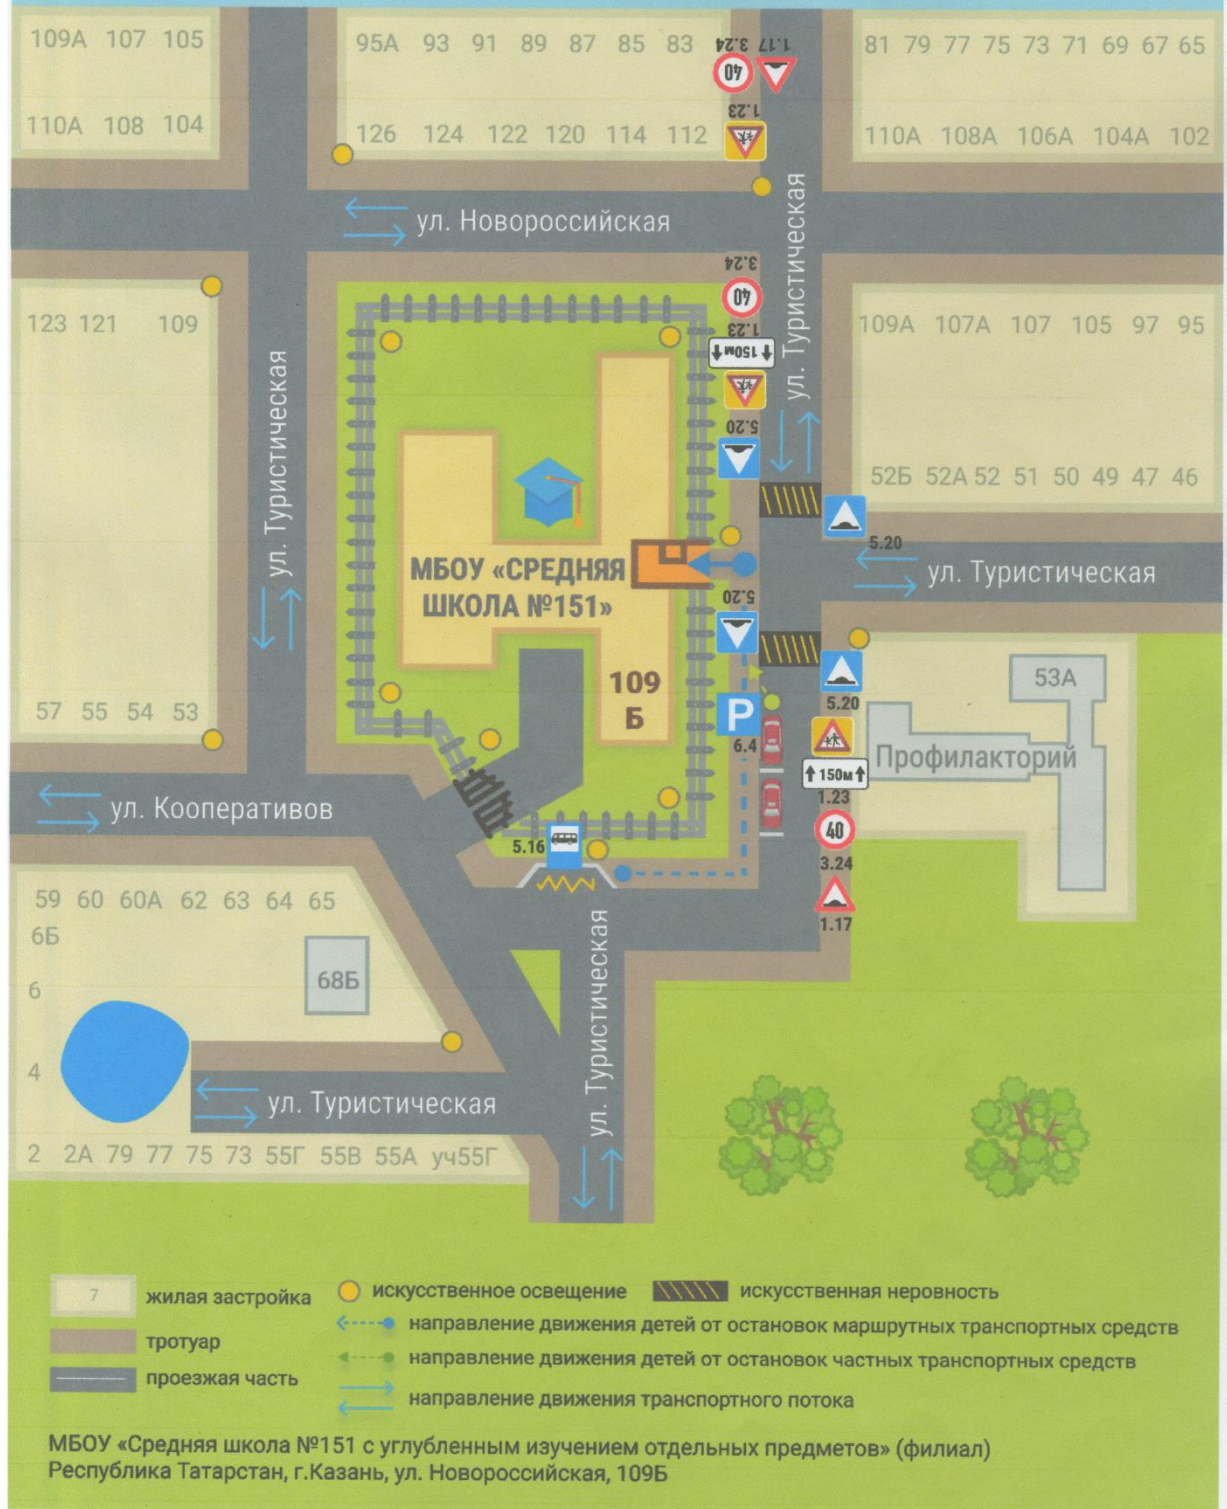 109А 107 105
110А 108 104
95А 93 91 89 87 85 83
126 124 122 120 114 112
3.24 1.17
40
1.23
81 79 77 75 73 71 69 67 65
110А 108А 106А 104А 102
ул. Новороссийская
ул. Туристическая
3.24
40
1.23
150м
5.20
123 121 109
57 55 54 53
ул. Туристическая
109А 107А 107 105 97 95
52Б 52А 52 51 50 49 47 46
5.20
ул. Туристическая
МБОУ «СРЕДНЯЯ
ШКОЛА №151»
109
Б
5.20
5.20
P
6.4
150м
1.23
40
3.24
1.17
53А
Профилакторий
ул. Кооперативов
5.16
59 60 60А 62 63 64 65
6Б
6
4
68Б
ул. Туристическая
ул. Туристическая
2 2А 79 77 75 73 55Г 55В 55А уч55Г
7
жилая застройка
тротуар
проезжая часть
искусственное освещение
искусственная неровность
направление движения детей от остановок маршрутных транспортных средств
направление движения детей от остановок частных транспортных средств
направление движения транспортного потока
МБОУ «Средняя школа №151 с углубленным изучением отдельных предметов» (филиал)
Республика Татарстан, г.Казань, ул. Новороссийская, 109Б